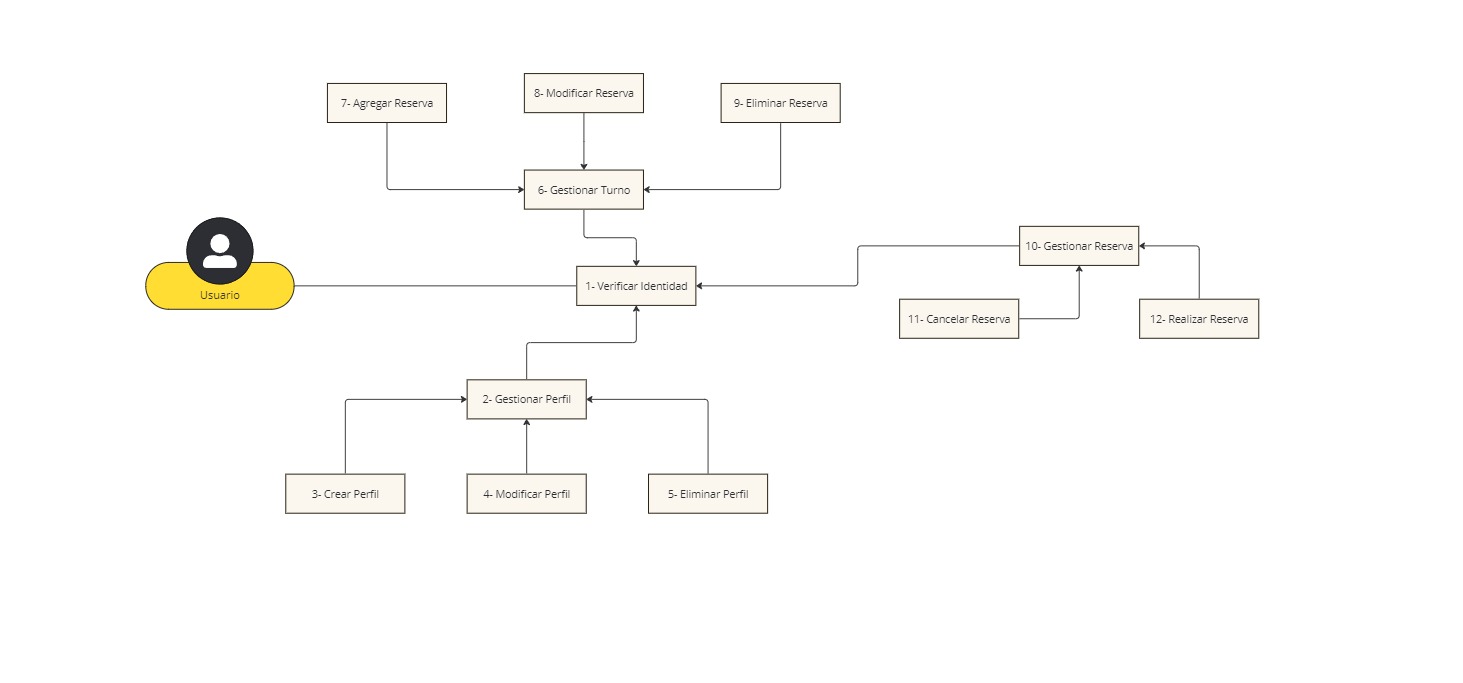 7- Agregar Reserva
8- Modificar Reserva
9- Eliminar Reserva
6- Gestionar Turno
Usuario
1- Verificar Identidad
10- Gestionar Reserva
11- Cancelar Reserva
12- Realizar Reserva
2- Gestionar Perfil
3- Crear Perfil
4- Modificar Perfil
5- Eliminar Perfil